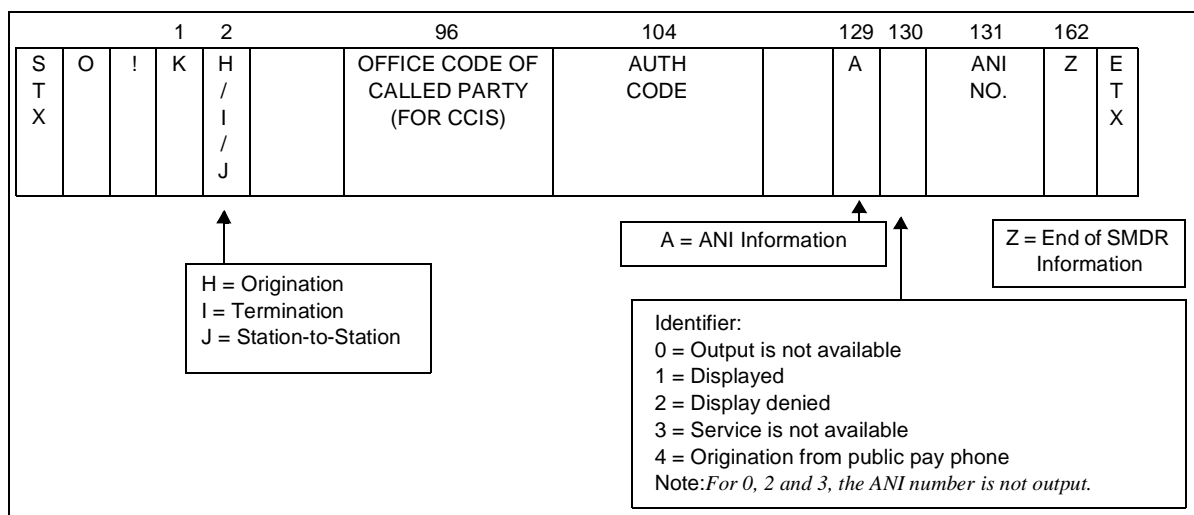 1 2 96 104 129 130 131 162
S
T
X
O
!
K
H
/
I
/
J
OFFICE CODE OF
CALLED PARTY
(FOR CCIS)
AUTH
CODE
A
ANI
NO.
Z
E
T
X
A = ANI Information
Z = End of SMDR
Information
H = Origination
I = Termination
J = Station-to-Station
Identifier:
0 = Output is not available
1 = Displayed
2 = Display denied
3 = Service is not available
4 = Origination from public pay phone
Note:For 0, 2 and 3, the ANI number is not output.